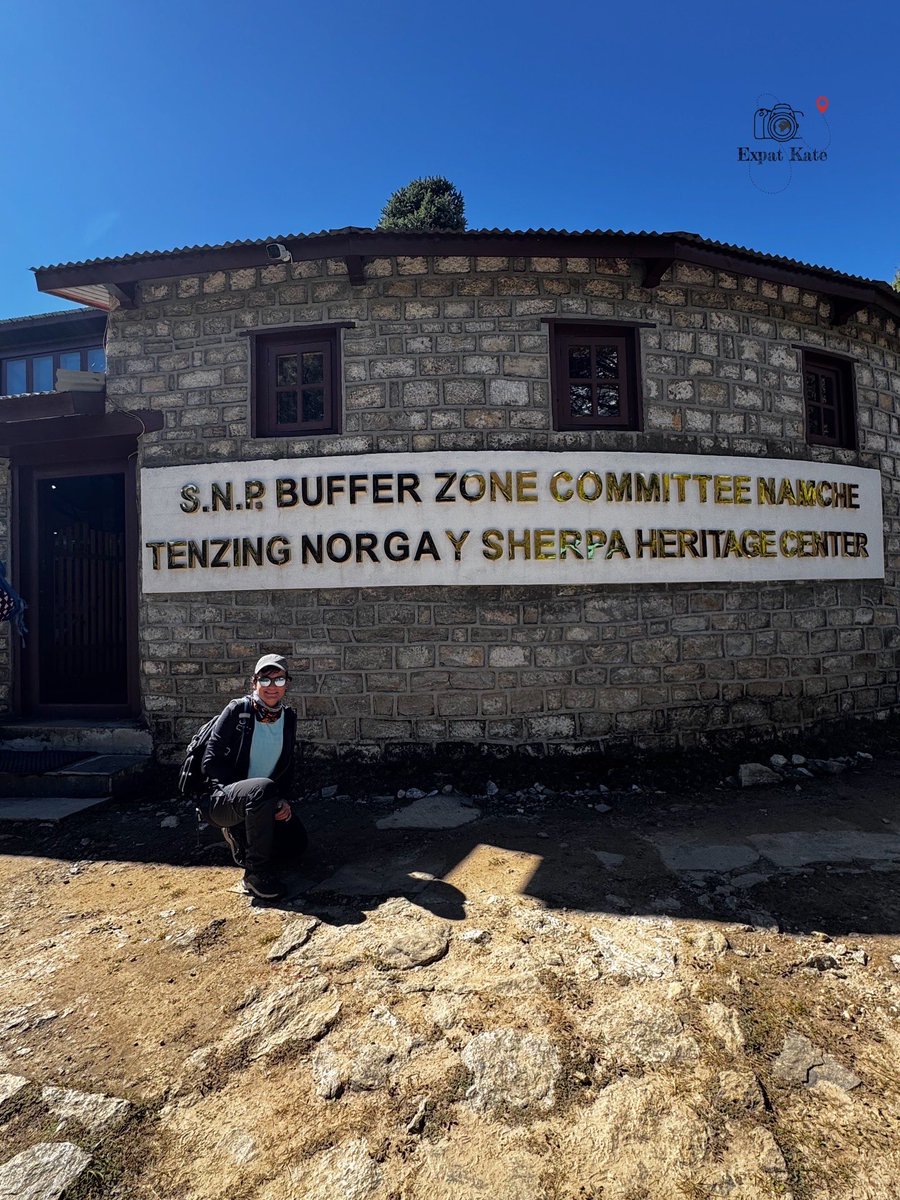 Expat Kate
S.N.P. BUFFER ZONE COMMITTEE NAMCHE
TENZING NORGAY SHERPA HERITAGE CENTER